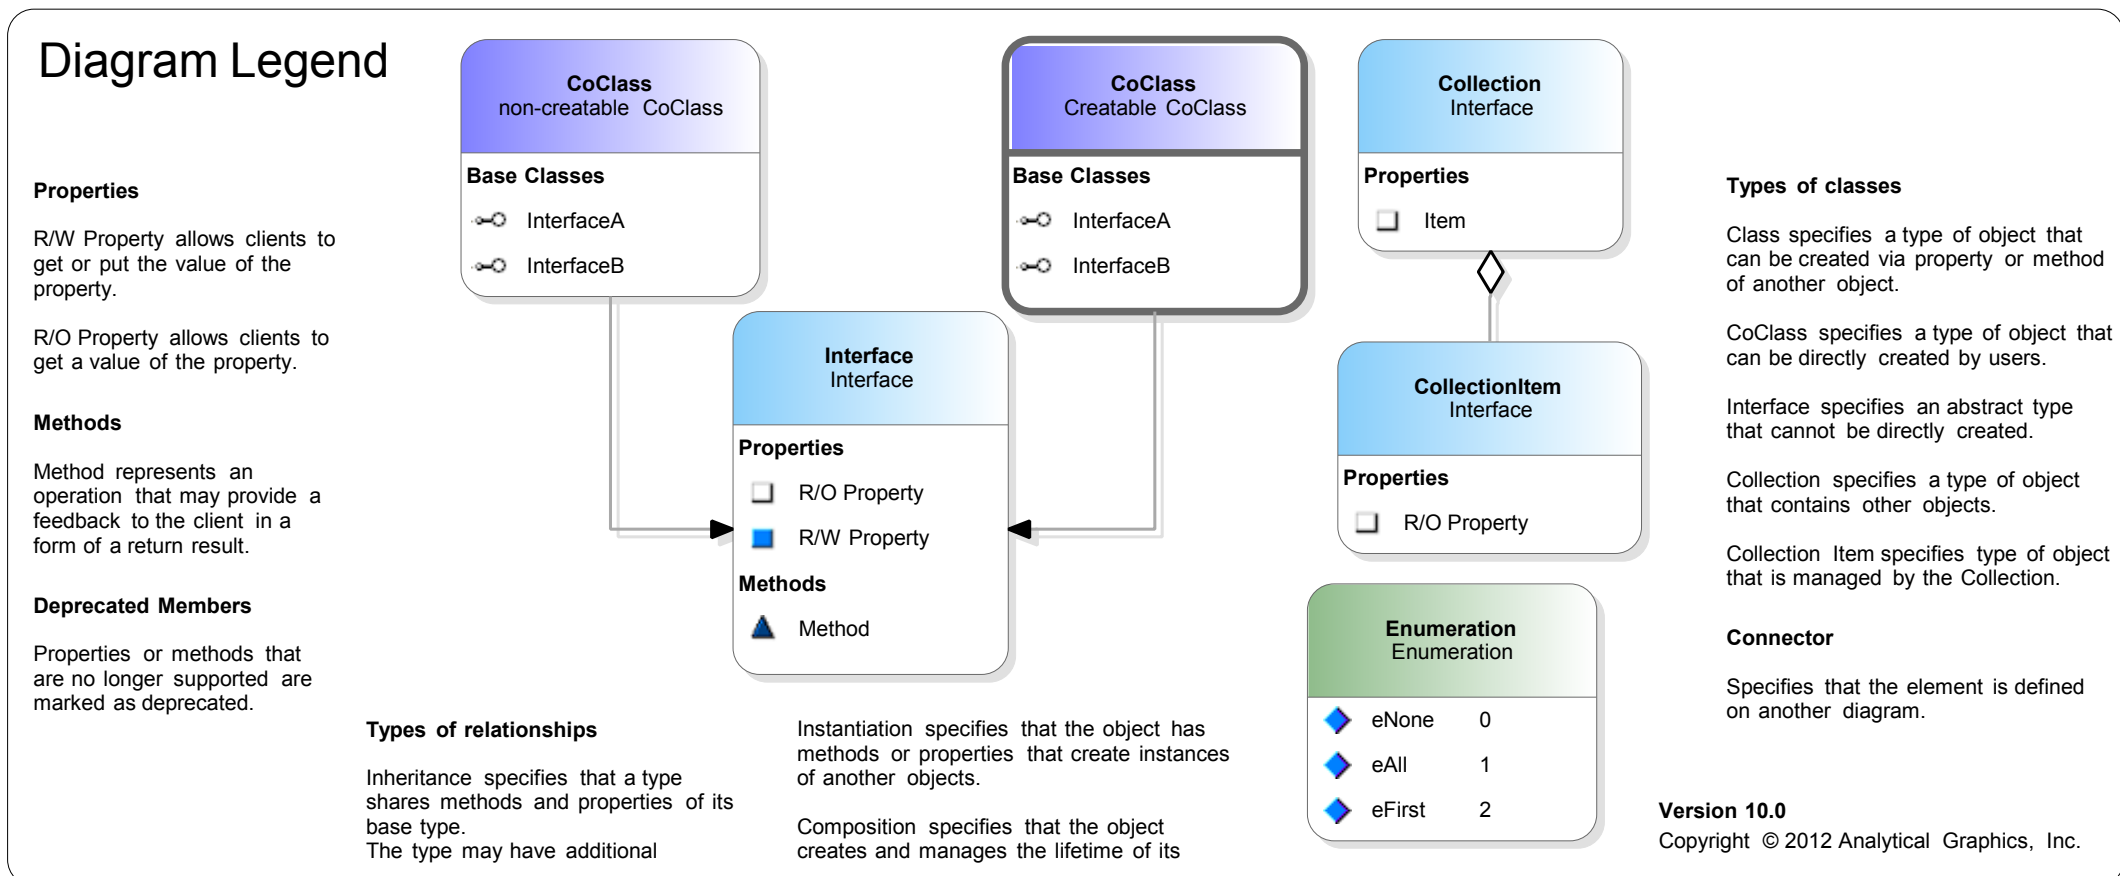 Diagram Legend
Properties
R/W Property allows clients to
get or put the value of the
property.
R/O Property allows clients to
get a value of the property.
Methods
Method represents an
operation that may provide a
feedback to the client in a
form of a return result.
Deprecated Members
Properties or methods that
are no longer supported are
marked as deprecated.
CoClass
non-creatable CoClass
Base Classes
InterfaceA
InterfaceB
CoClass
Creatable CoClass
Base Classes
InterfaceA
InterfaceB
Interface
Interface
Properties
R/O Property
R/W Property
Methods
Method
Collection
Interface
Properties
Item
CollectionItem
Interface
Properties
R/O Property
Enumeration
Enumeration
eNone 0
eAll 1
eFirst 2
Types of relationships
Inheritance specifies that a type
shares methods and properties of its
base type.
The type may have additional
Instantiation specifies that the object has
methods or properties that create instances
of another objects.
Composition specifies that the object
creates and manages the lifetime of its
Types of classes
Class specifies a type of object that
can be created via property or method
of another object.
CoClass specifies a type of object that
can be directly created by users.
Interface specifies an abstract type
that cannot be directly created.
Collection specifies a type of object
that contains other objects.
Collection Item specifies type of object
that is managed by the Collection.
Connector
Specifies that the element is defined
on another diagram.
Version 10.0
Copyright © 2012 Analytical Graphics, Inc.